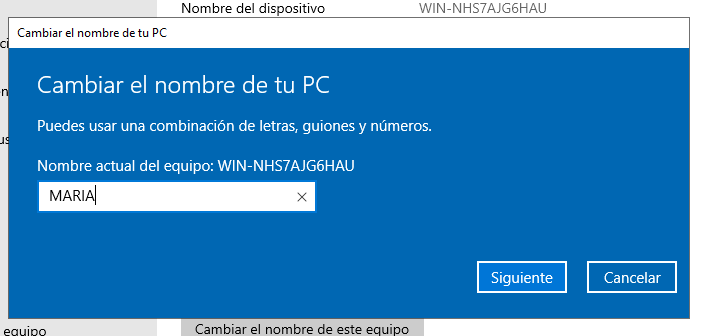 Nombre del dispositivo WIN-NHS7AJG6HAU
Cambiar el nombre de tu PC
Cambiar el nombre de tu PC
Puedes usar una combinación de letras, guiones y números.
Nombre actual del equipo: WIN-NHS7AJG6HAU
MARIA
Siguiente Cancelar
equipo Cambiar el nombre de este equipo